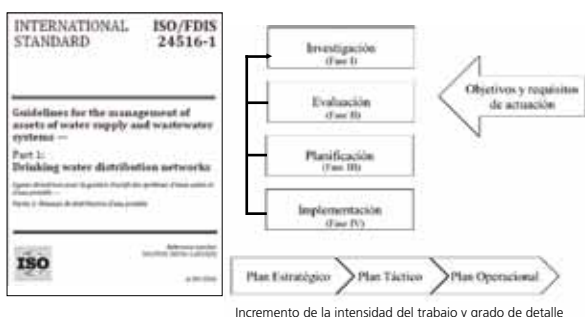 INTERNATIONAL STANDARD
ISO/FDIS 24516-1
Guidelines for the management of
assets of water supply and wastewater
systems —
Part 1:
Drinking water distribution networks
ISO
Investigación
(Fase I)
Evaluación
(Fase II)
Planificación
(Fase III)
Implementación
(Fase IV)
Objetivos y requisitos
de actuación
Plan Estratégico
Plan Táctico
Plan Operacional
Incremento de la intensidad del trabajo y grado de detalle